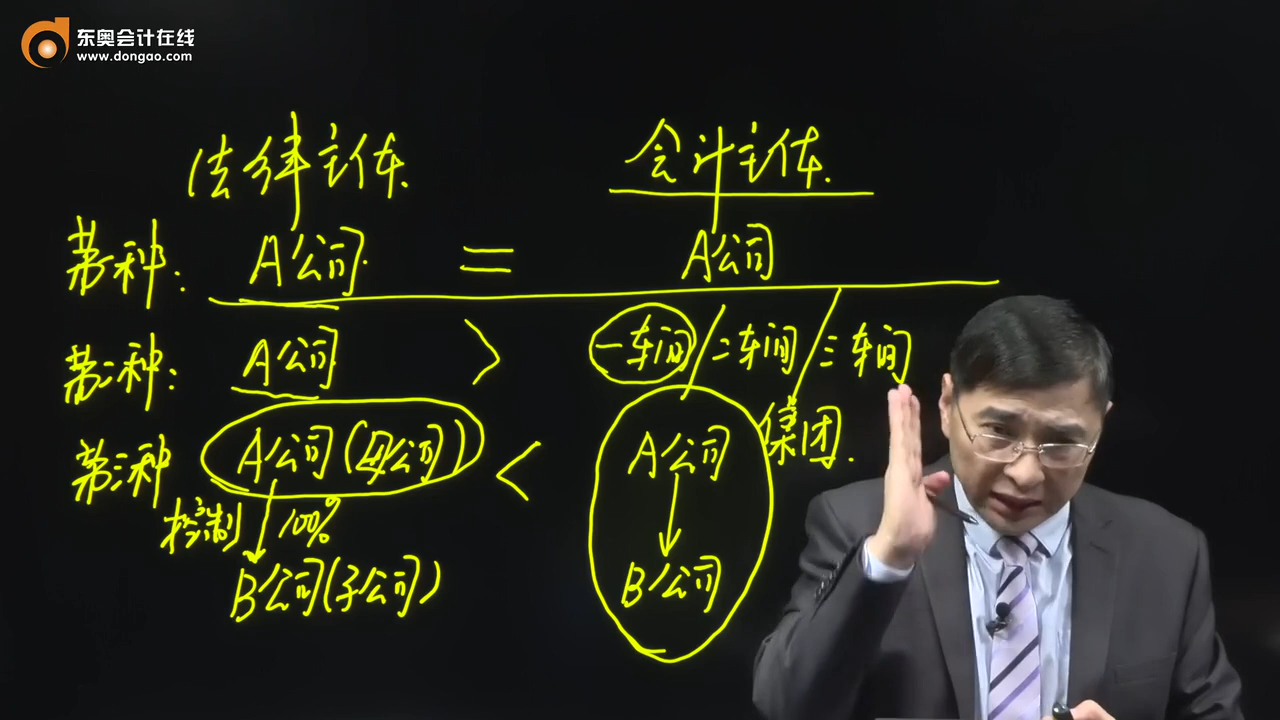 东奥会计在线
www.dongao.com
法律主体 会计主体
第一种: A公司 = A公司
第二种: A公司 > 一车间 / 二车间 / 三车间
第三种 A公司(母公司) < A公司 集团
控制 100%
B公司(子公司) B公司